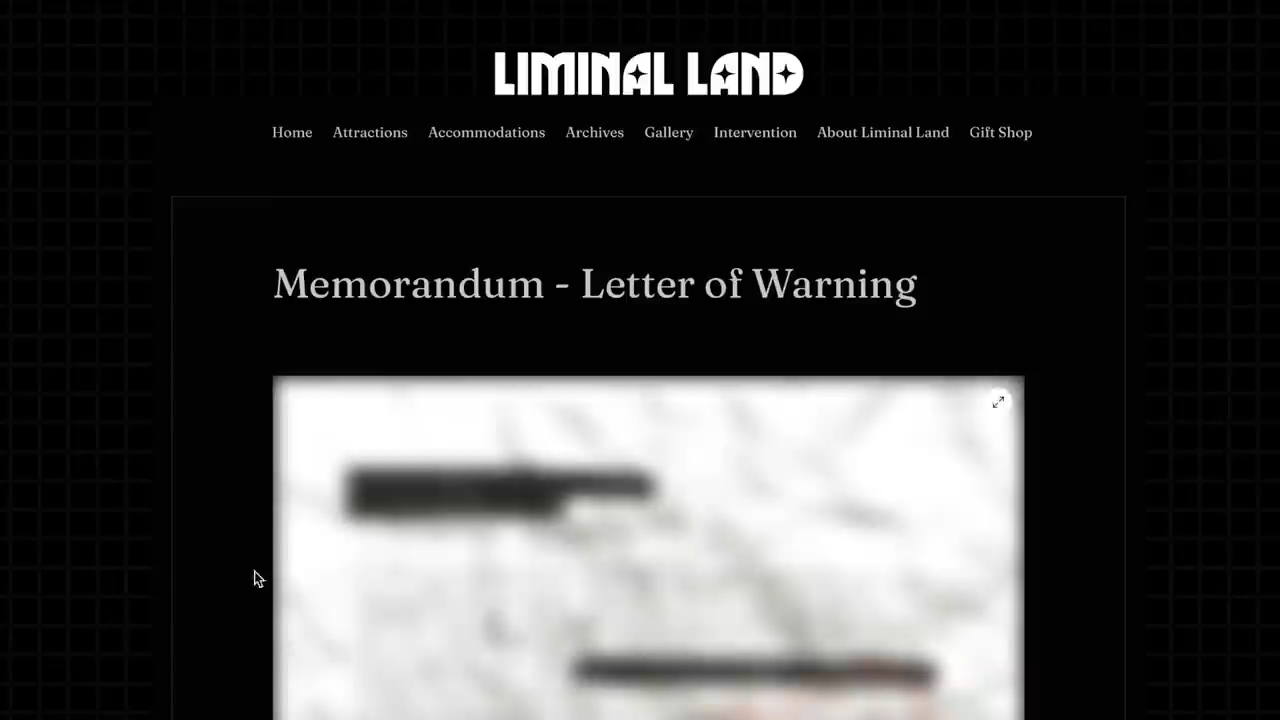 LIMINAL LAND
Home Attractions Accommodations Archives Gallery Intervention About Liminal Land Gift Shop
Memorandum - Letter of Warning